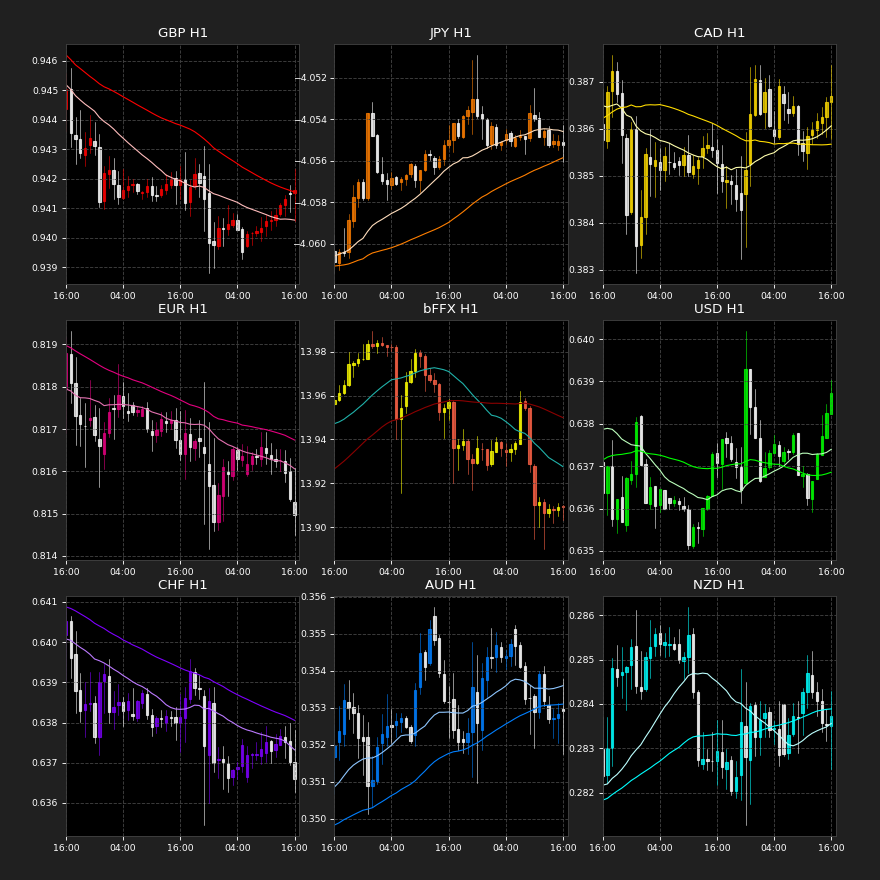 GBP H1
0.946
0.945
0.944
0.943
0.942
0.941
0.940
0.939
16:00 04:00 16:00 04:00 16:00
JPY H1
−4.052
−4.054
−4.056
−4.058
−4.060
16:00 04:00 16:00 04:00 16:00
CAD H1
0.387
0.386
0.385
0.384
0.383
16:00 04:00 16:00 04:00 16:00
EUR H1
0.819
0.818
0.817
0.816
0.815
0.814
16:00 04:00 16:00 04:00 16:00
bFFX H1
13.98
13.96
13.94
13.92
13.90
16:00 04:00 16:00 04:00 16:00
USD H1
0.640
0.639
0.638
0.637
0.636
0.635
16:00 04:00 16:00 04:00 16:00
CHF H1
0.641
0.640
0.639
0.638
0.637
0.636
16:00 04:00 16:00 04:00 16:00
AUD H1
0.356
0.355
0.354
0.353
0.352
0.351
0.350
16:00 04:00 16:00 04:00 16:00
NZD H1
0.286
0.285
0.284
0.283
0.282
16:00 04:00 16:00 04:00 16:00